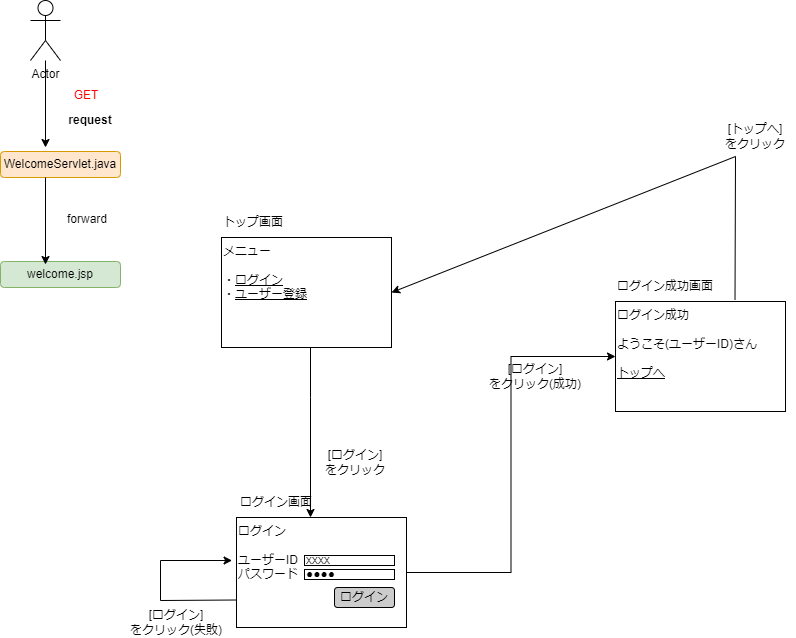 Actor
GET
request
WelcomeServlet.java
forward
welcome.jsp
トップ画面
メニュー
・ログイン
・ユーザー登録
[トップへ]
をクリック
ログイン成功画面
ログイン成功
ようこそ(ユーザーID)さん
トップへ
[ログイン]
をクリック(成功)
[ログイン]
をクリック
ログイン画面
ログイン
ユーザーID XXXX
パスワード ●●●●
ログイン
[ログイン]
をクリック(失敗)